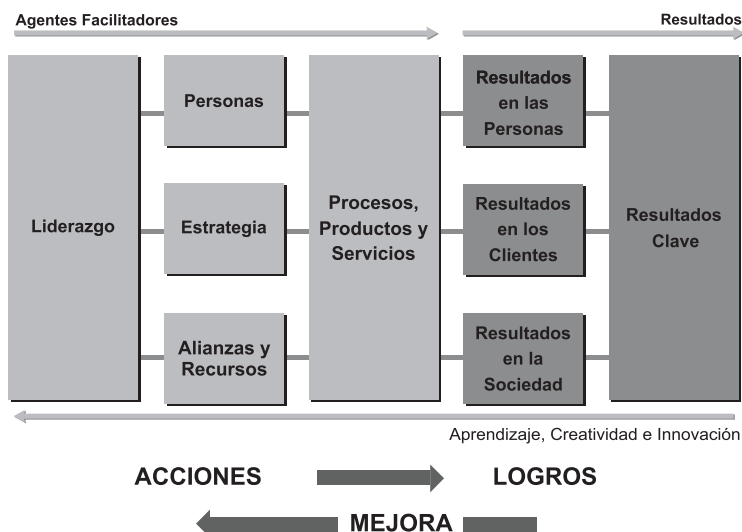 Agentes Facilitadores
Resultados
Liderazgo
Personas
Estrategia
Alianzas y
Recursos
Procesos,
Productos y
Servicios
Resultados
en las
Personas
Resultados
en los
Clientes
Resultados
en la
Sociedad
Resultados
Clave
Aprendizaje, Creatividad e Innovación
ACCIONES
LOGROS
MEJORA